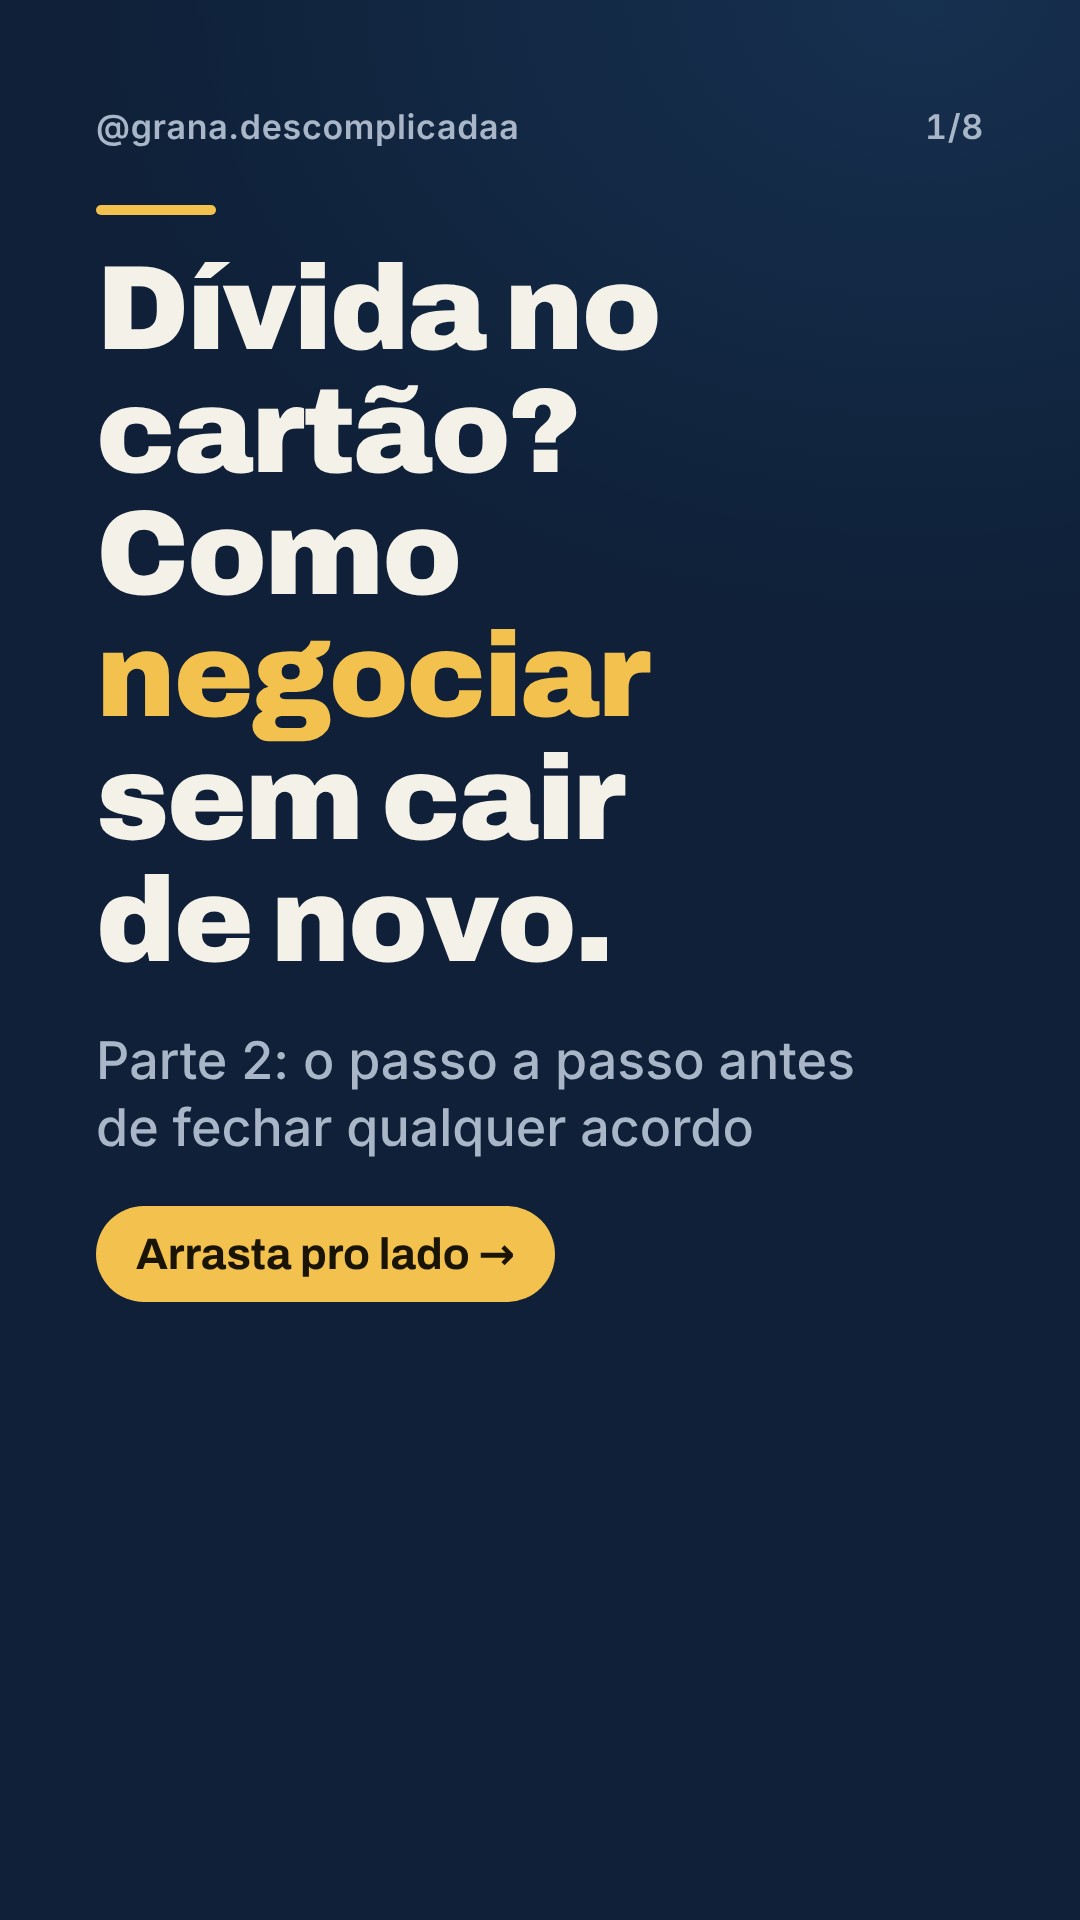 @grana.descomplicadaa
1/8
Dívida no
cartão?
Como
negociar
sem cair
de novo.
Parte 2: o passo a passo antes
de fechar qualquer acordo
Arrasta pro lado →